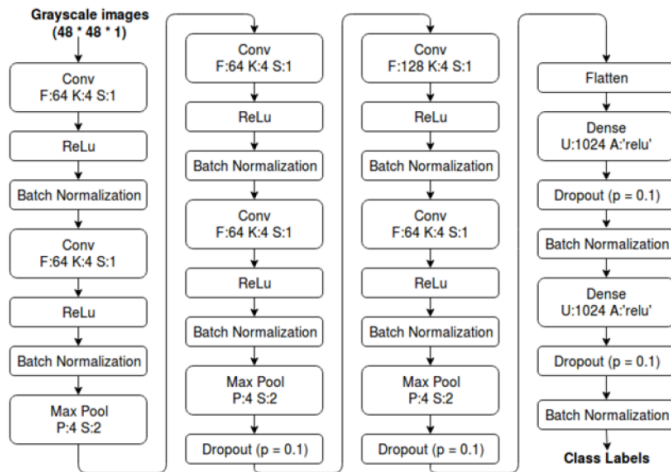 Grayscale images
(48 * 48 * 1)
Conv
F:64 K:4 S:1
ReLu
Batch Normalization
Conv
F:64 K:4 S:1
ReLu
Batch Normalization
Max Pool
P:4 S:2
Conv
F:64 K:4 S:1
ReLu
Batch Normalization
Conv
F:64 K:4 S:1
ReLu
Batch Normalization
Max Pool
P:4 S:2
Dropout (p = 0.1)
Conv
F:128 K:4 S:1
ReLu
Batch Normalization
Conv
F:64 K:4 S:1
ReLu
Batch Normalization
Max Pool
P:4 S:2
Dropout (p = 0.1)
Flatten
Dense
U:1024 A:'relu'
Dropout (p = 0.1)
Batch Normalization
Dense
U:1024 A:'relu'
Dropout (p = 0.1)
Batch Normalization
Class Labels